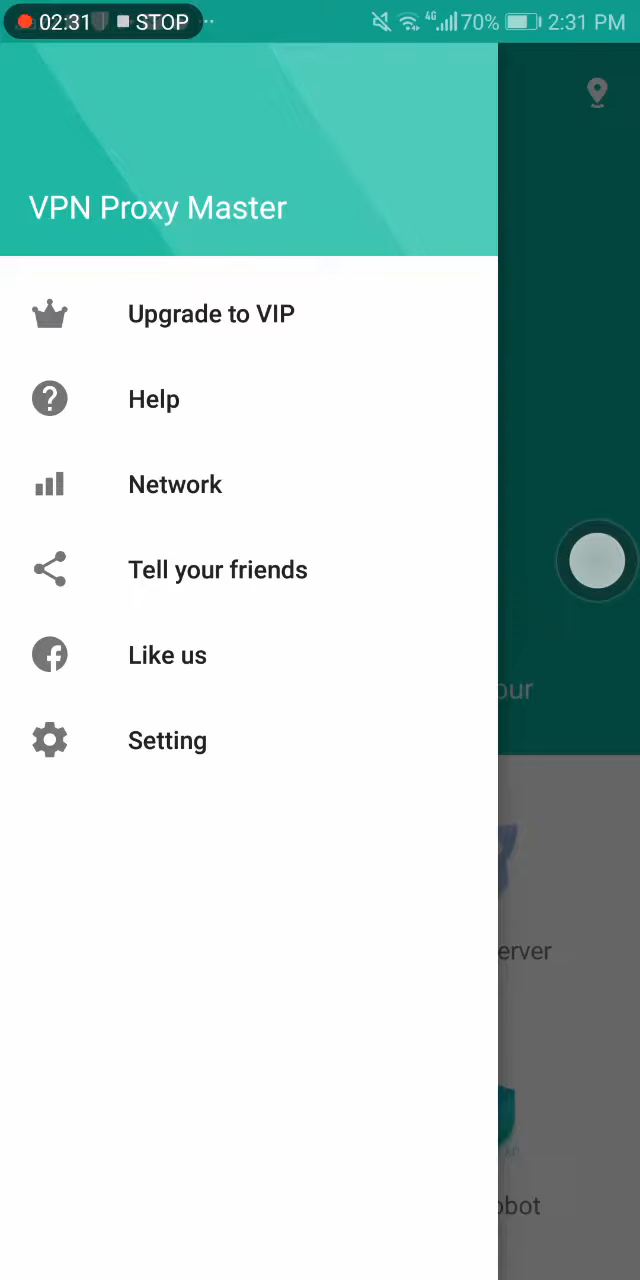 02:31 STOP ... 4G 70% 2:31 PM
VPN Proxy Master
Upgrade to VIP
Help
Network
Tell your friends
Like us
our
Setting
erver
obot